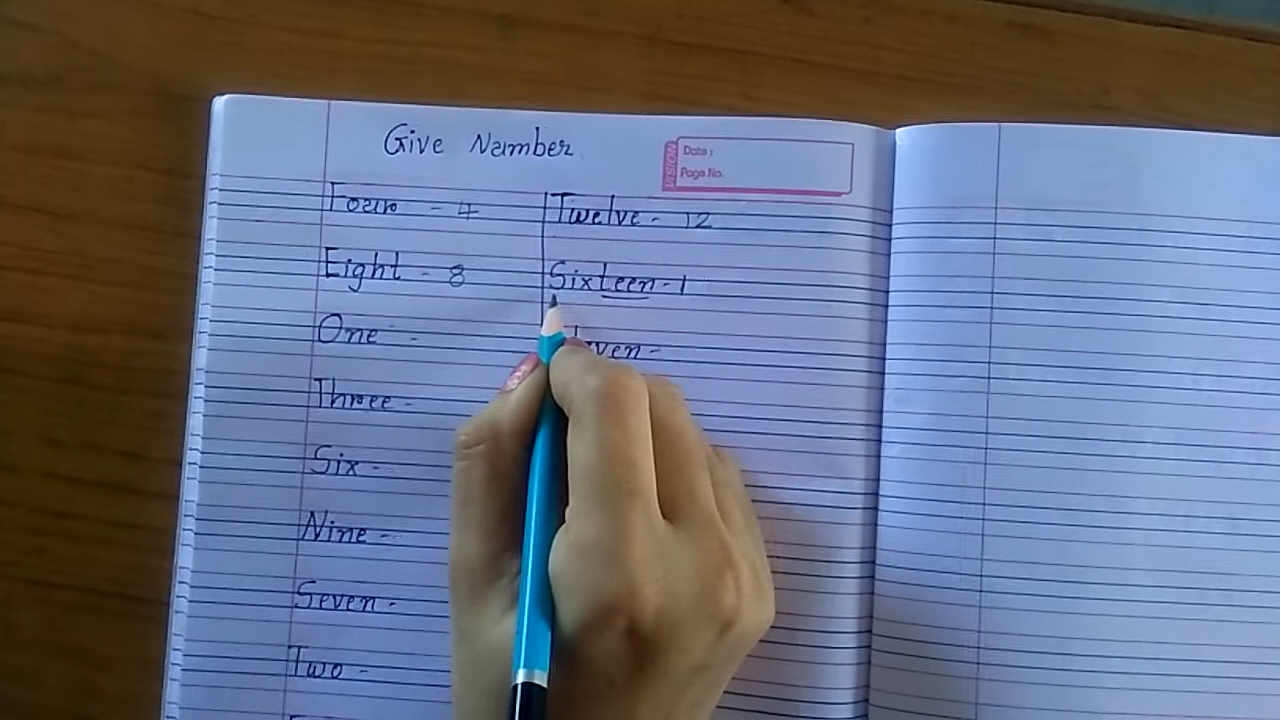 Give Number
VISION
Date :
Page No.
Four - 4
Eight - 8
One -
Three -
Six -
Nine -
Seven -
Two -
Twelve - 12
Sixteen - 1